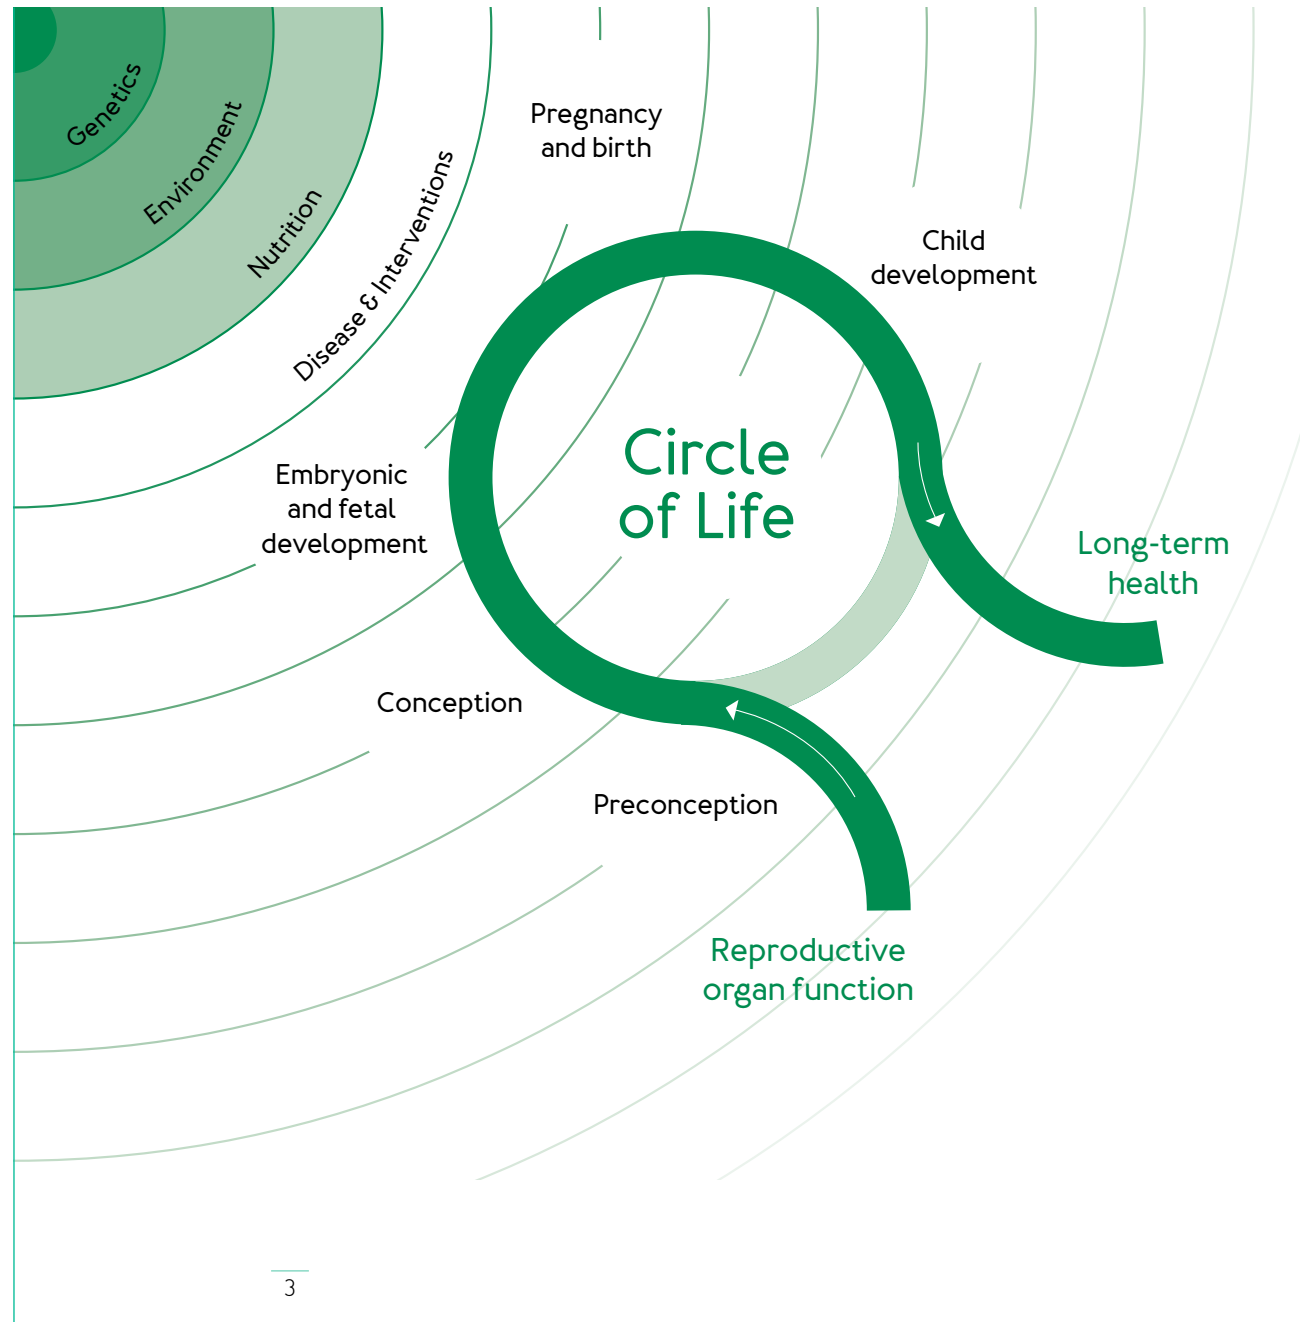 Genetics
Environment
Nutrition
Disease & Interventions
Pregnancy
and birth
Child
development
Circle
of Life
Embryonic
and fetal
development
Long-term
health
Conception
Preconception
Reproductive
organ function
3